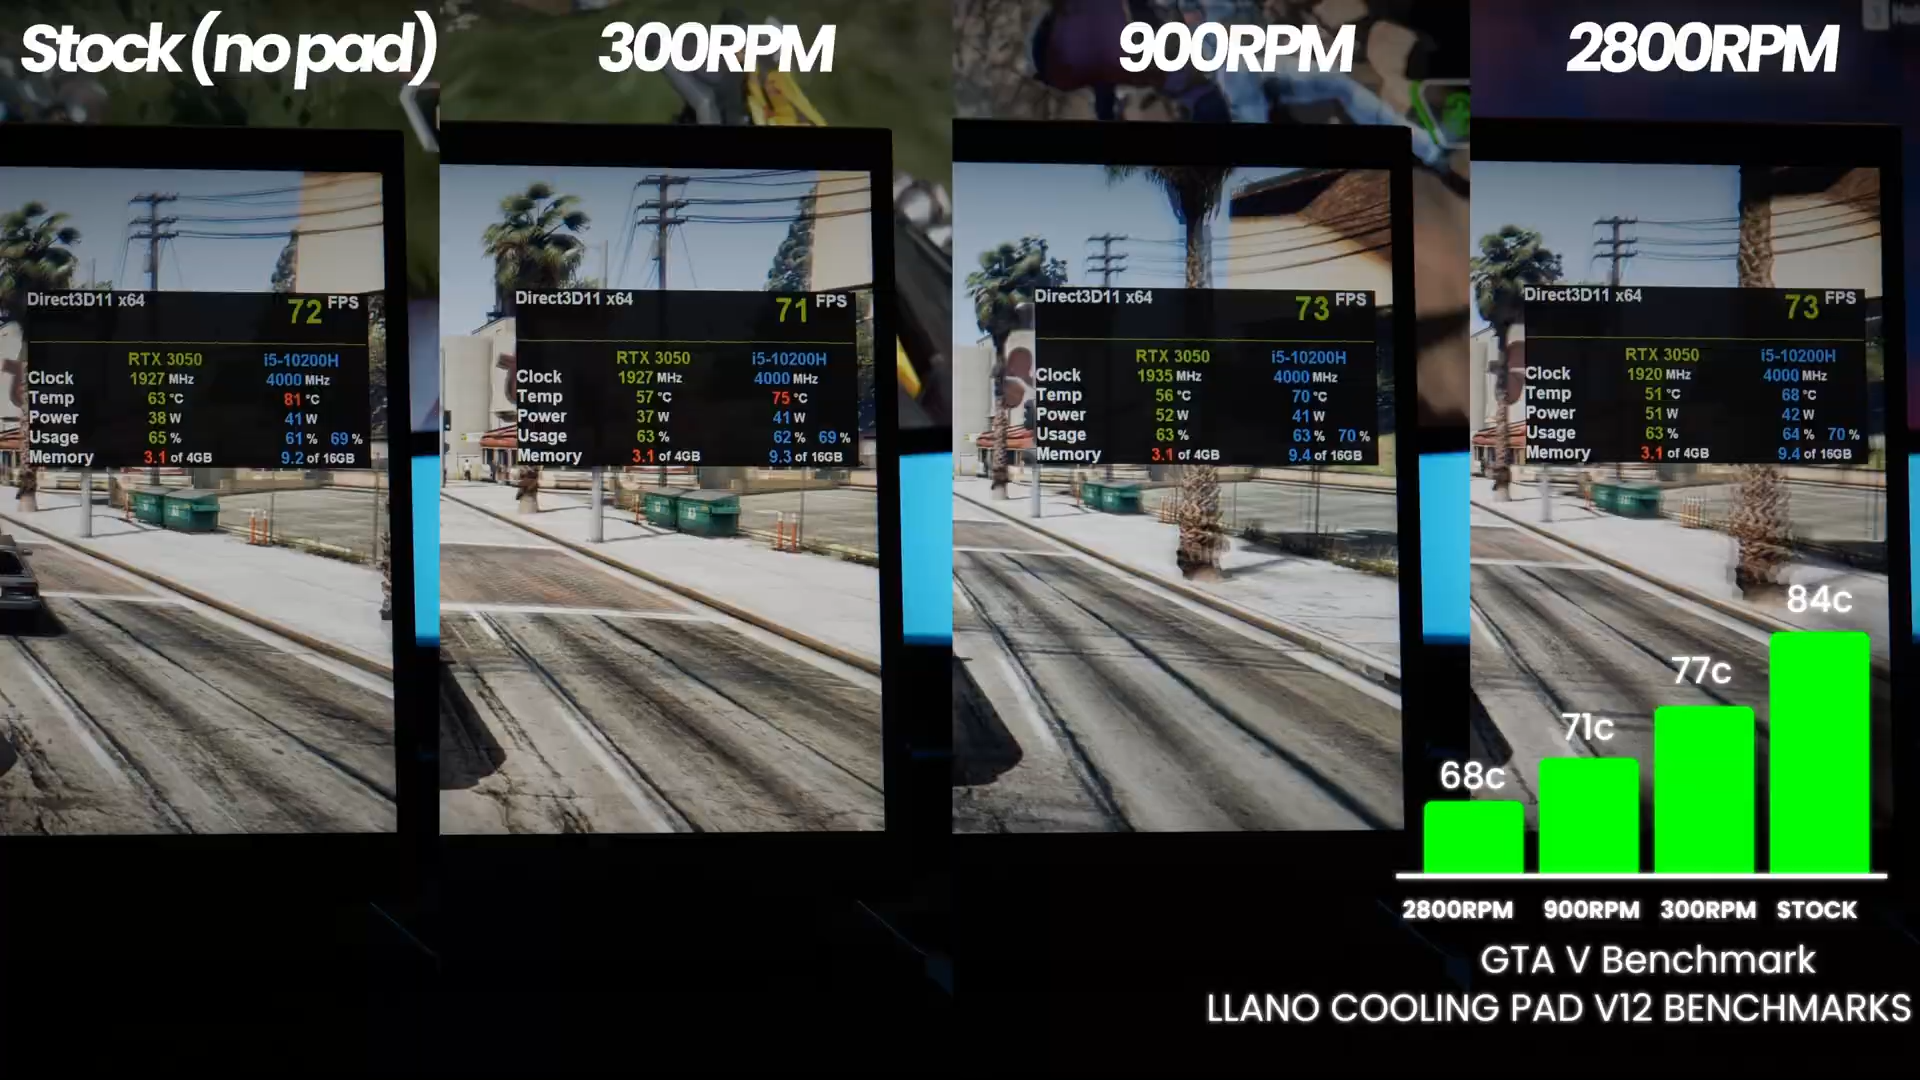 Stock (no pad)
300RPM
900RPM
2800RPM
Direct3D11 x64 72 FPS
RTX 3050 i5-10200H
Clock 1927 MHz 4000 MHz
Temp 63 °C 81 °C
Power 38 W 41 W
Usage 65 % 61 % 69 %
Memory 3.1 of 4GB 9.2 of 16GB
Direct3D11 x64 71 FPS
RTX 3050 i5-10200H
Clock 1927 MHz 4000 MHz
Temp 57 °C 75 °C
Power 37 W 41 W
Usage 63 % 62 % 69 %
Memory 3.1 of 4GB 9.3 of 16GB
Direct3D11 x64 73 FPS
RTX 3050 i5-10200H
Clock 1935 MHz 4000 MHz
Temp 56 °C 70 °C
Power 52 W 41 W
Usage 63 % 63 % 70 %
Memory 3.1 of 4GB 9.4 of 16GB
Direct3D11 x64 73 FPS
RTX 3050 i5-10200H
Clock 1920 MHz 4000 MHz
Temp 51 °C 68 °C
Power 51 W 42 W
Usage 63 % 64 % 70 %
Memory 3.1 of 4GB 9.4 of 16GB
84c
77c
71c
68c
2800RPM 900RPM 300RPM STOCK
GTA V Benchmark
LLANO COOLING PAD V12 BENCHMARKS